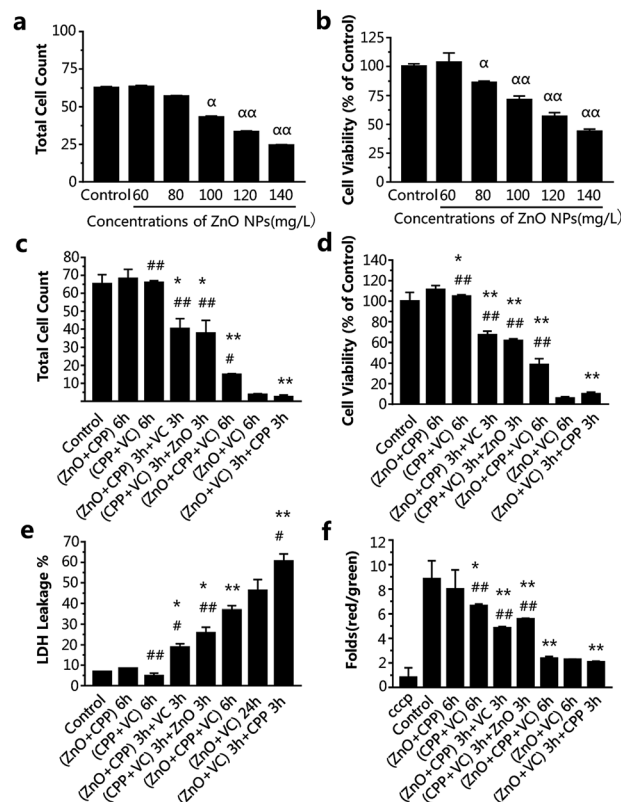 a
Total Cell Count
75
50
25
0
α
αα
αα
Control 60 80 100 120 140
Concentrations of ZnO NPs(mg/L)
b
Cell Viability (% of Control)
125
100
75
50
25
0
α
αα
αα
αα
Control 60 80 100 120 140
Concentrations of ZnO NPs(mg/L)
c
Total Cell Count
80
70
60
50
40
30
20
10
##
*
##
*
##
**
#
**
Control
(ZnO+CPP) 6h
(CPP+VC) 6h
(ZnO+CPP) 3h+VC 3h
(CPP+VC) 3h+ZnO 3h
(ZnO+CPP+VC) 6h
(ZnO+VC) 6h
(ZnO+VC) 3h+CPP 3h
d
Cell Viability (% of Control)
140
120
100
80
60
40
20
0
*
##
**
##
**
##
**
##
**
Control
(ZnO+CPP) 6h
(CPP+VC) 6h
(ZnO+CPP) 3h+VC 3h
(CPP+VC) 3h+ZnO 3h
(ZnO+CPP+VC) 6h
(ZnO+VC) 6h
(ZnO+VC) 3h+CPP 3h
e
LDH Leakage %
70
60
50
40
30
20
10
0
##
*
#
*
##
**
**
#
Control
(ZnO+CPP) 6h
(CPP+VC) 6h
(ZnO+CPP) 3h+VC 3h
(CPP+VC) 3h+ZnO 3h
(ZnO+CPP+VC) 6h
(ZnO+VC) 24h
(ZnO+VC) 3h+CPP 3h
f
Folds(red/green)
12
10
8
6
4
2
0
*
##
**
##
**
##
**
**
cccp
Control
(ZnO+CPP) 6h
(CPP+VC) 6h
(ZnO+CPP) 3h+VC 3h
(CPP+VC) 3h+ZnO 3h
(ZnO+CPP+VC) 6h
(ZnO+VC) 6h
(ZnO+VC) 3h+CPP 3h